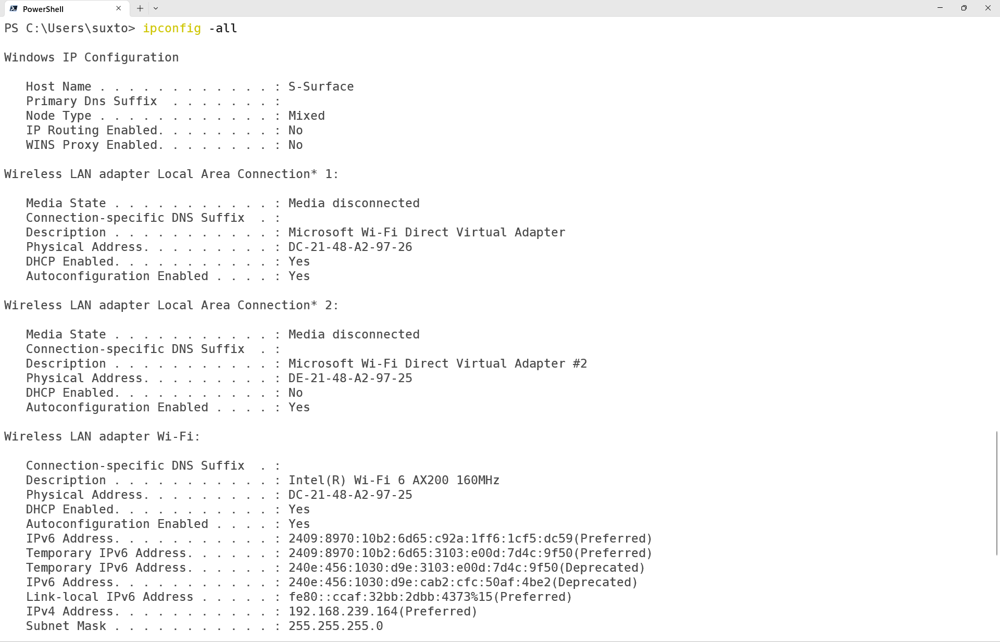 PowerShell
PS C:\Users\suxto> ipconfig -all
Windows IP Configuration
   Host Name . . . . . . . . . . . . : S-Surface
   Primary Dns Suffix  . . . . . . . :
   Node Type . . . . . . . . . . . . : Mixed
   IP Routing Enabled. . . . . . . . : No
   WINS Proxy Enabled. . . . . . . . : No
Wireless LAN adapter Local Area Connection* 1:
   Media State . . . . . . . . . . . : Media disconnected
   Connection-specific DNS Suffix  . :
   Description . . . . . . . . . . . : Microsoft Wi-Fi Direct Virtual Adapter
   Physical Address. . . . . . . . . : DC-21-48-A2-97-26
   DHCP Enabled. . . . . . . . . . . : Yes
   Autoconfiguration Enabled . . . . : Yes
Wireless LAN adapter Local Area Connection* 2:
   Media State . . . . . . . . . . . : Media disconnected
   Connection-specific DNS Suffix  . :
   Description . . . . . . . . . . . : Microsoft Wi-Fi Direct Virtual Adapter #2
   Physical Address. . . . . . . . . : DE-21-48-A2-97-25
   DHCP Enabled. . . . . . . . . . . : No
   Autoconfiguration Enabled . . . . : Yes
Wireless LAN adapter Wi-Fi:
   Connection-specific DNS Suffix  . :
   Description . . . . . . . . . . . : Intel(R) Wi-Fi 6 AX200 160MHz
   Physical Address. . . . . . . . . : DC-21-48-A2-97-25
   DHCP Enabled. . . . . . . . . . . : Yes
   Autoconfiguration Enabled . . . . : Yes
   IPv6 Address. . . . . . . . . . . : 2409:8970:10b2:6d65:c92a:1ff6:1cf5:dc59(Preferred)
   Temporary IPv6 Address. . . . . . : 2409:8970:10b2:6d65:3103:e00d:7d4c:9f50(Preferred)
   Temporary IPv6 Address. . . . . . : 240e:456:1030:d9e:3103:e00d:7d4c:9f50(Deprecated)
   IPv6 Address. . . . . . . . . . . : 240e:456:1030:d9e:cab2:cfc:50af:4be2(Deprecated)
   Link-local IPv6 Address . . . . . : fe80::ccaf:32bb:2dbb:4373%15(Preferred)
   IPv4 Address. . . . . . . . . . . : 192.168.239.164(Preferred)
   Subnet Mask . . . . . . . . . . . : 255.255.255.0